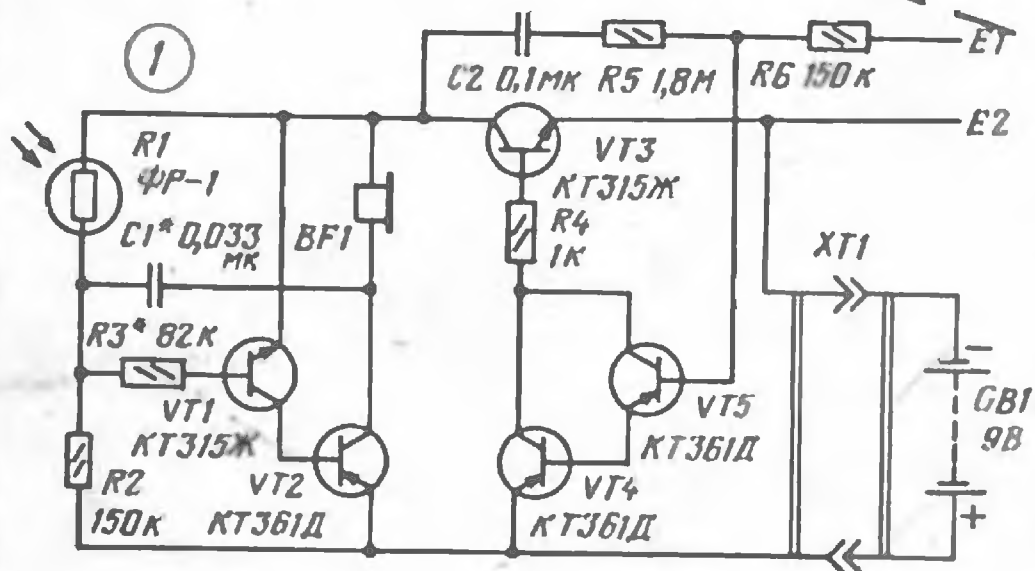 1
E1
C2 0,1мк R5 1,8М R6 150к
E2
R1
ФР-1
VT3
КТ315Ж
C1* 0,033
мк
BF1
R4
1к
XT1
R3* 82к
VT1
КТ315Ж
VT5
КТ361Д
GB1
9В
−
+
R2
150к
VT2
КТ361Д
VT4
КТ361Д